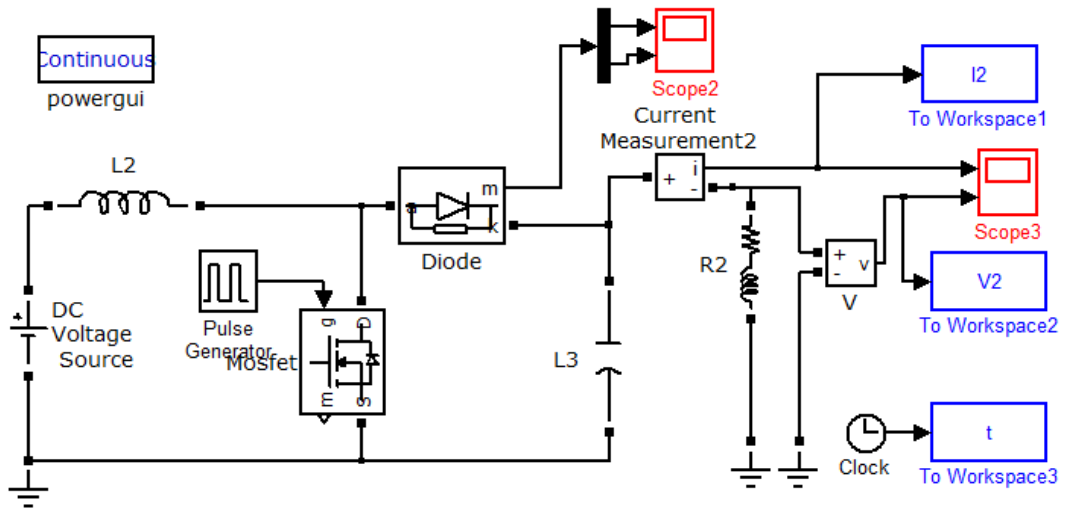 Continuous
powergui
Scope2
Current
Measurement2
I2
To Workspace1
L2
m
a
k
Diode
+
i
-
Scope3
R2
+
-
v
V
V2
To Workspace2
DC
Voltage
Source
+
Pulse
Generator
Mosfet
g
D
m
S
L3
Clock
t
To Workspace3